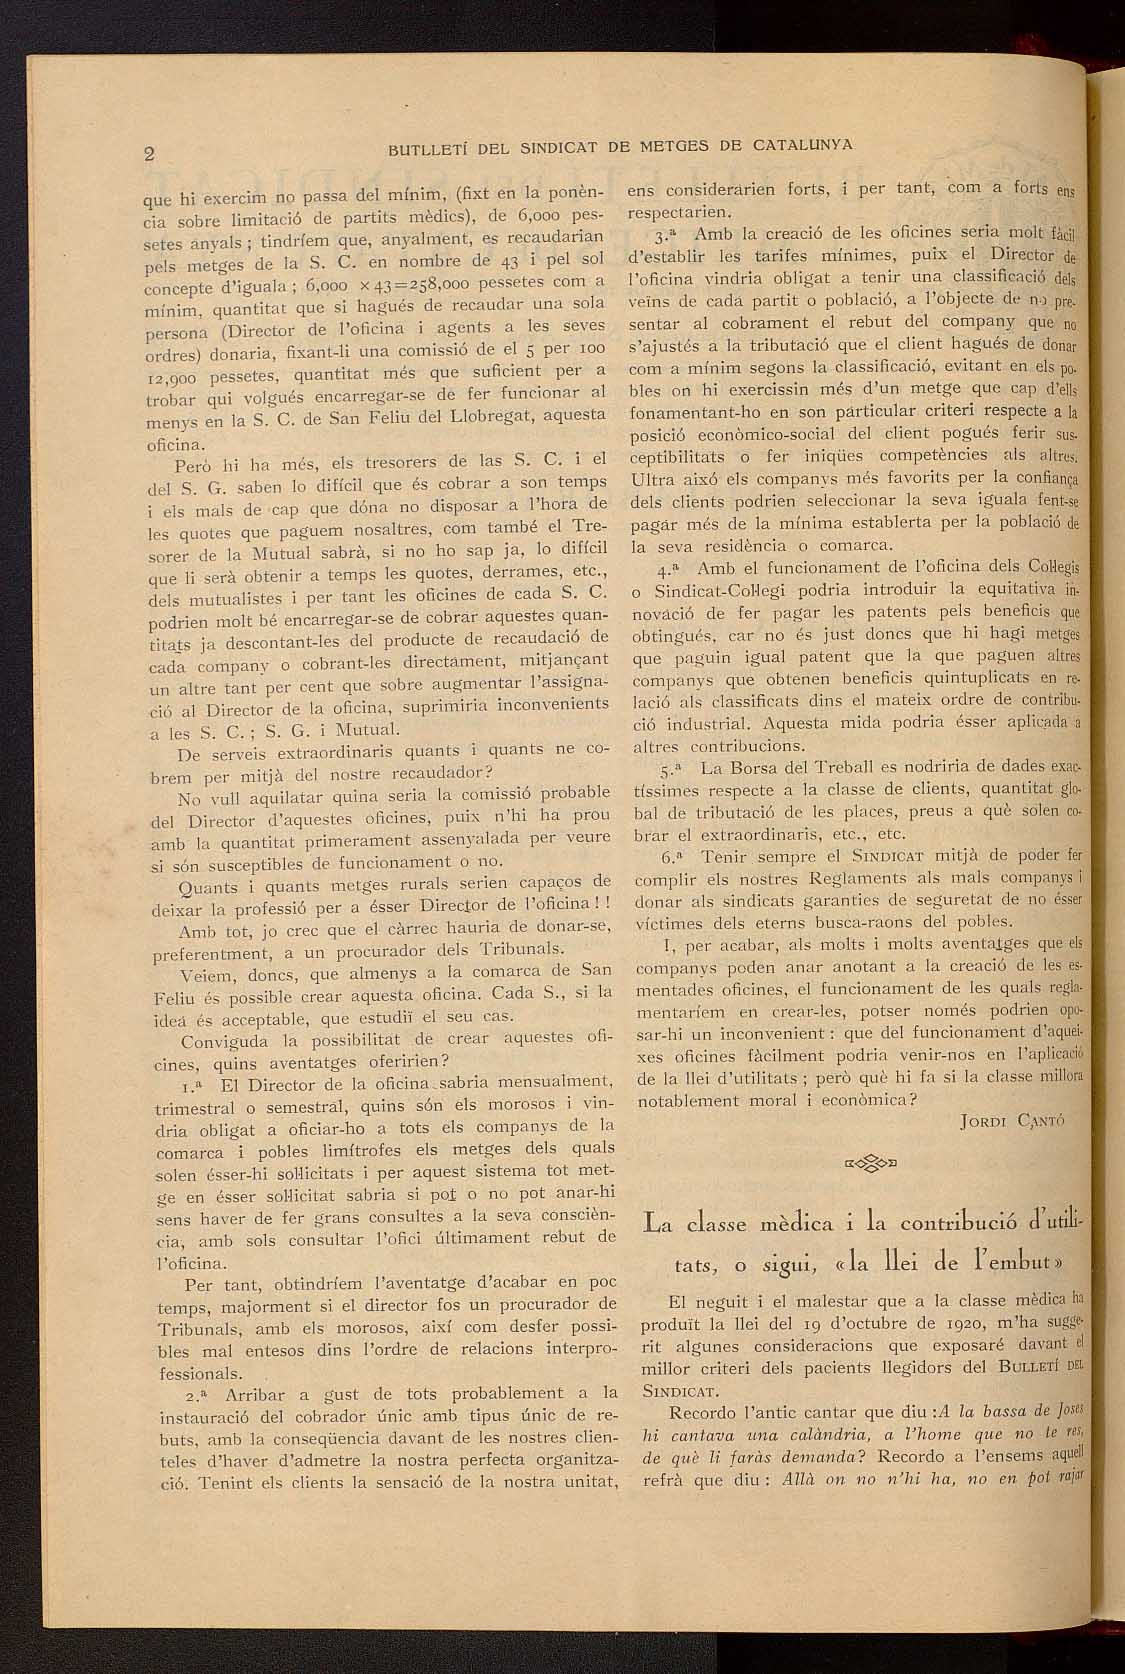 2
BUTLLETÍ DEL SINDICAT DE METGES DE CATALUNYA
que hi exercim no passa del mínim, (fixt en la ponèn-
cia sobre limitació de partits mèdics), de 6,000 pes-
setes anyals ; tindríem que, anyalment, es recaudarian
pels metges de la S. C. en nombre de 43 i pel sol
concepte d'iguala ; 6,000 × 43=258,000 pessetes com a
mínim, quantitat que si hagués de recaudar una sola
persona (Director de l'oficina i agents a les seves
ordres) donaria, fixant-li una comissió de el 5 per 100
12,900 pessetes, quantitat més que suficient per a
trobar qui volgués encarregar-se de fer funcionar al
menys en la S. C. de San Feliu del Llobregat, aquesta
oficina.
Però hi ha més, els tresorers de las S. C. i el
del S. G. saben lo difícil que és cobrar a son temps
i els mals de cap que dóna no disposar a l'hora de
les quotes que paguem nosaltres, com també el Tre-
sorer de la Mutual sabrà, si no ho sap ja, lo difícil
que li serà obtenir a temps les quotes, derrames, etc.,
dels mutualistes i per tant les oficines de cada S. C.
podrien molt bé encarregar-se de cobrar aquestes quan-
titats ja descontant-les del producte de recaudació de
cada company o cobrant-les directament, mitjançant
un altre tant per cent que sobre augmentar l'assigna-
ció al Director de la oficina, suprimiria inconvenients
a les S. C. ; S. G. i Mutual.
De serveis extraordinaris quants i quants ne co-
brem per mitjà del nostre recaudador?
No vull aquilatar quina seria la comissió probable
del Director d'aquestes oficines, puix n'hi ha prou
amb la quantitat primerament assenyalada per veure
si són susceptibles de funcionament o no.
Quants i quants metges rurals serien capaços de
deixar la professió per a ésser Director de l'oficina ! !
Amb tot, jo crec que el càrrec hauria de donar-se,
preferentment, a un procurador dels Tribunals.
Veiem, doncs, que almenys a la comarca de San
Feliu és possible crear aquesta oficina. Cada S., si la
ideá és acceptable, que estudiï el seu cas.
Conviguda la possibilitat de crear aquestes ofi-
cines, quins aventatges oferirien?
1.ª El Director de la oficina sabria mensualment,
trimestral o semestral, quins són els morosos i vin-
dria obligat a oficiar-ho a tots els companys de la
comarca i pobles limítrofes els metges dels quals
solen ésser-hi sol·licitats i per aquest sistema tot met-
ge en ésser sol·licitat sabria si pot o no pot anar-hi
sens haver de fer grans consultes a la seva conscièn-
cia, amb sols consultar l'ofici últimament rebut de
l'oficina.
Per tant, obtindríem l'aventatge d'acabar en poc
temps, majorment si el director fos un procurador de
Tribunals, amb els morosos, així com desfer possi-
bles mal entesos dins l'ordre de relacions interpro-
fessionals.
2.ª Arribar a gust de tots probablement a la
instauració del cobrador únic amb tipus únic de re-
buts, amb la conseqüencia davant de les nostres clien-
teles d'haver d'admetre la nostra perfecta organitza-
ció. Tenint els clients la sensació de la nostra unitat,
ens considerarien forts, i per tant, com a forts ens
respectarien.
3.ª Amb la creació de les oficines seria molt fàcil
d'establir les tarifes mínimes, puix el Director de
l'oficina vindria obligat a tenir una classificació dels
veïns de cada partit o població, a l'objecte de no pre-
sentar al cobrament el rebut del company que no
s'ajustés a la tributació que el client hagués de donar
com a mínim segons la classificació, evitant en els po-
bles on hi exercissin més d'un metge que cap d'ells
fonamentant-ho en son particular criteri respecte a la
posició econòmico-social del client pogués ferir sus-
ceptibilitats o fer iniqües competències als altres.
Ultra aixó els companys més favorits per la confiança
dels clients podrien seleccionar la seva iguala fent-se
pagar més de la mínima establerta per la població de
la seva residència o comarca.
4.ª Amb el funcionament de l'oficina dels Col·legis
o Sindicat-Col·legi podria introduir la equitativa in-
novació de fer pagar les patents pels beneficis que
obtingués, car no és just doncs que hi hagi metges
que paguin igual patent que la que paguen altres
companys que obtenen beneficis quintuplicats en re-
lació als classificats dins el mateix ordre de contribu-
ció industrial. Aquesta mida podria ésser aplicada a
altres contribucions.
5.ª La Borsa del Treball es nodriria de dades exac-
tíssimes respecte a la classe de clients, quantitat glo-
bal de tributació de les places, preus a què solen co-
brar el extraordinaris, etc., etc.
6.ª Tenir sempre el SINDICAT mitjà de poder fer
complir els nostres Reglaments als mals companys i
donar als sindicats garanties de seguretat de no ésser
víctimes dels eterns busca-raons del pobles.
I, per acabar, als molts i molts aventatges que els
companys poden anar anotant a la creació de les es-
mentades oficines, el funcionament de les quals regla-
mentaríem en crear-les, potser només podrien opo-
sar-hi un inconvenient : que del funcionament d'aquei-
xes oficines fàcilment podria venir-nos en l'aplicació
de la llei d'utilitats ; però què hi fa si la classe millora
notablement moral i econòmica?
JORDI CANTÓ
La classe mèdica i la contribució d'utili-
tats, o sigui, «la llei de l'embut»
El neguit i el malestar que a la classe mèdica ha
produït la llei del 19 d'octubre de 1920, m'ha sugge-
rit algunes consideracions que exposaré davant el
millor criteri dels pacients llegidors del BULLETÍ DEL
SINDICAT.
Recordo l'antic cantar que diu :A la bassa de Joses
hi cantava una calàndria, a l'home que no te res,
de què li faràs demanda? Recordo a l'ensems aquell
refrà que diu : Allà on no n'hi ha, no en pot rajar